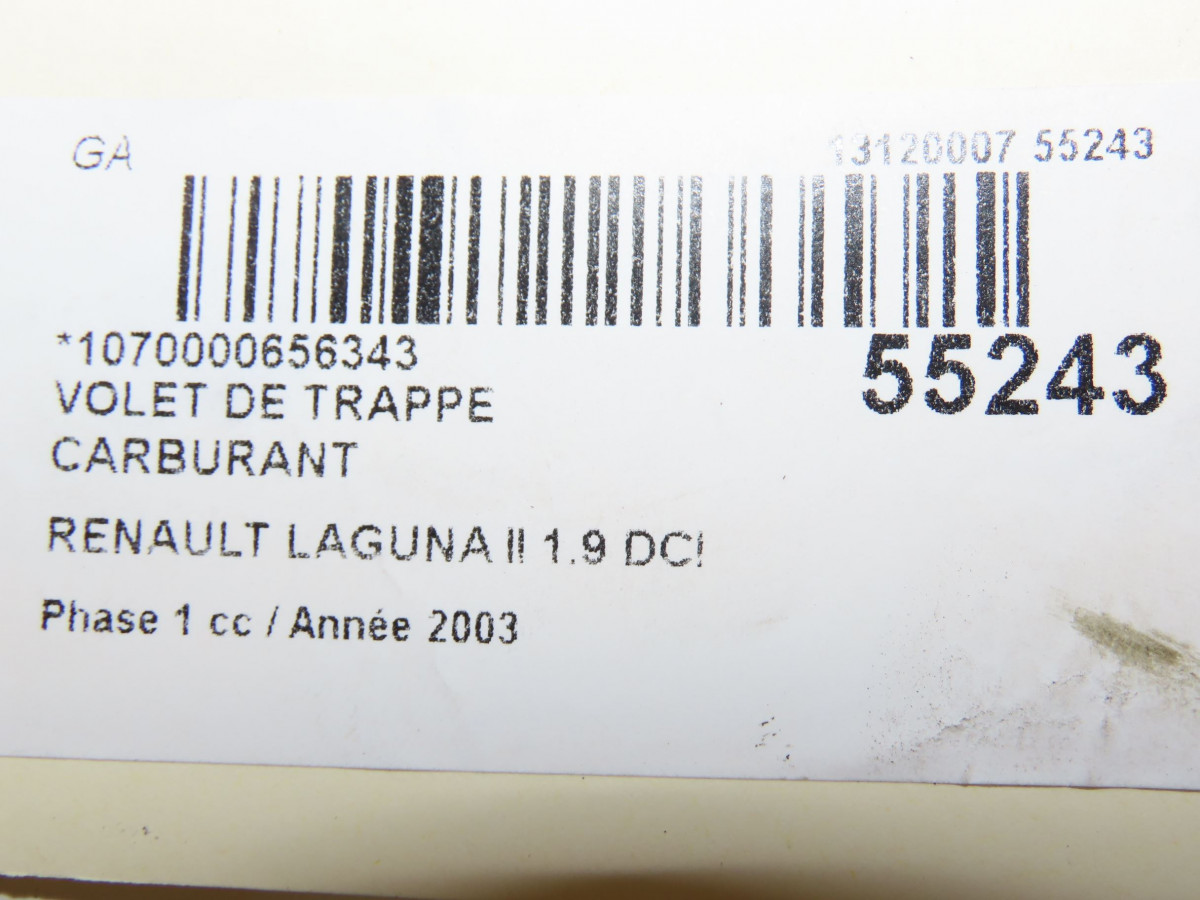 GA
13120007 55243
*1070000656343
55243
VOLET DE TRAPPE
CARBURANT
RENAULT LAGUNA II 1.9 DCI
Phase 1 cc / Année 2003